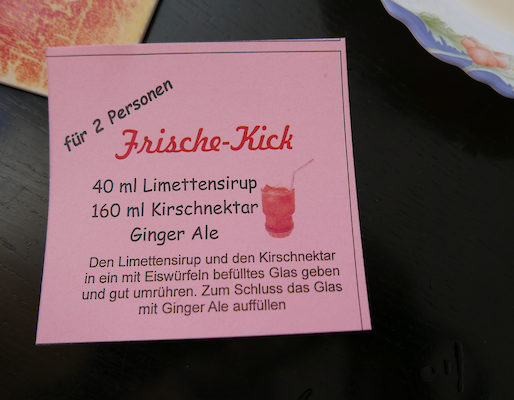 für 2 Personen
Frische-Kick
40 ml Limettensirup
160 ml Kirschnektar
Ginger Ale
Den Limettensirup und den Kirschnektar
in ein mit Eiswürfeln befülltes Glas geben
und gut umrühren. Zum Schluss das Glas
mit Ginger Ale auffüllen